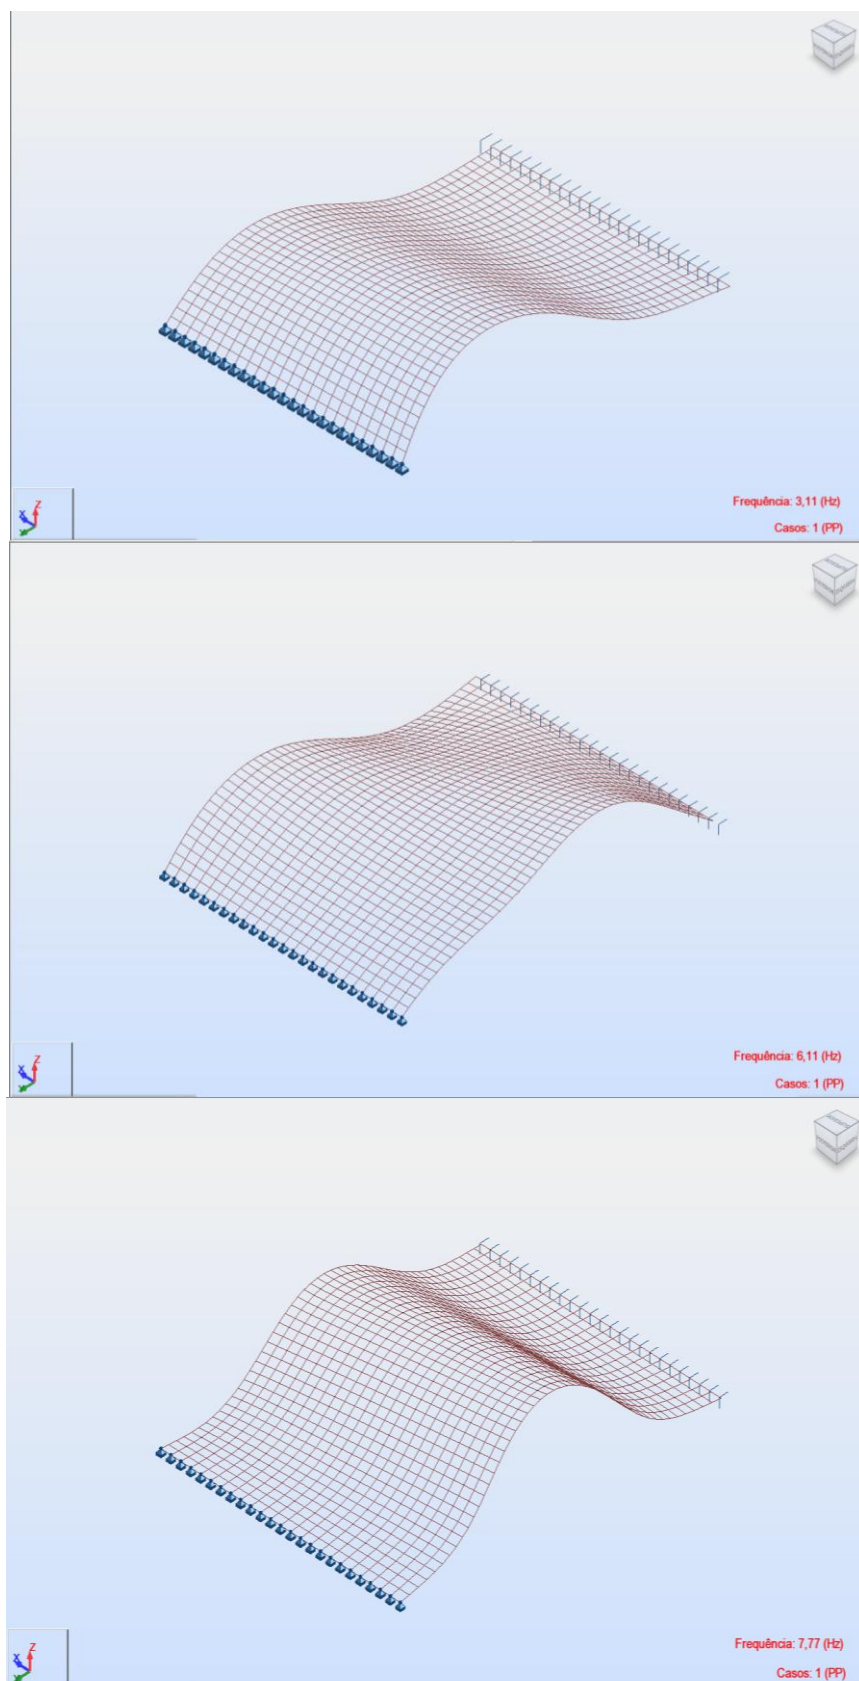 Z
X
Y
Frequência: 3,11 (Hz)
Casos: 1 (PP)
Z
X
Y
Frequência: 6,11 (Hz)
Casos: 1 (PP)
Z
X
Frequência: 7,77 (Hz)
Casos: 1 (PP)